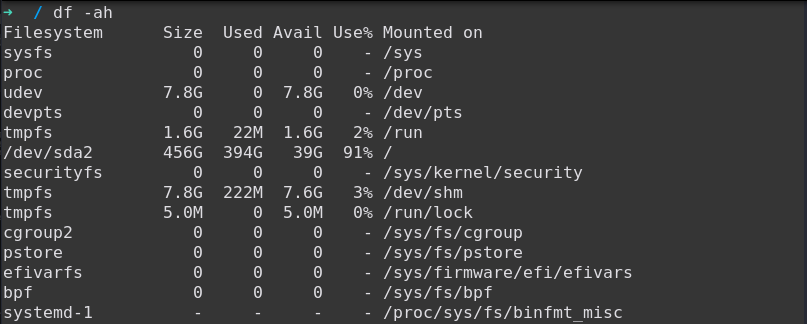 ➜  / df -ah
Filesystem      Size  Used Avail Use% Mounted on
sysfs              0     0     0    - /sys
proc               0     0     0    - /proc
udev            7.8G     0  7.8G   0% /dev
devpts             0     0     0    - /dev/pts
tmpfs           1.6G   22M  1.6G   2% /run
/dev/sda2       456G  394G   39G  91% /
securityfs         0     0     0    - /sys/kernel/security
tmpfs           7.8G  222M  7.6G   3% /dev/shm
tmpfs           5.0M     0  5.0M   0% /run/lock
cgroup2            0     0     0    - /sys/fs/cgroup
pstore             0     0     0    - /sys/fs/pstore
efivarfs           0     0     0    - /sys/firmware/efi/efivars
bpf                0     0     0    - /sys/fs/bpf
systemd-1          -     -     -    - /proc/sys/fs/binfmt_misc